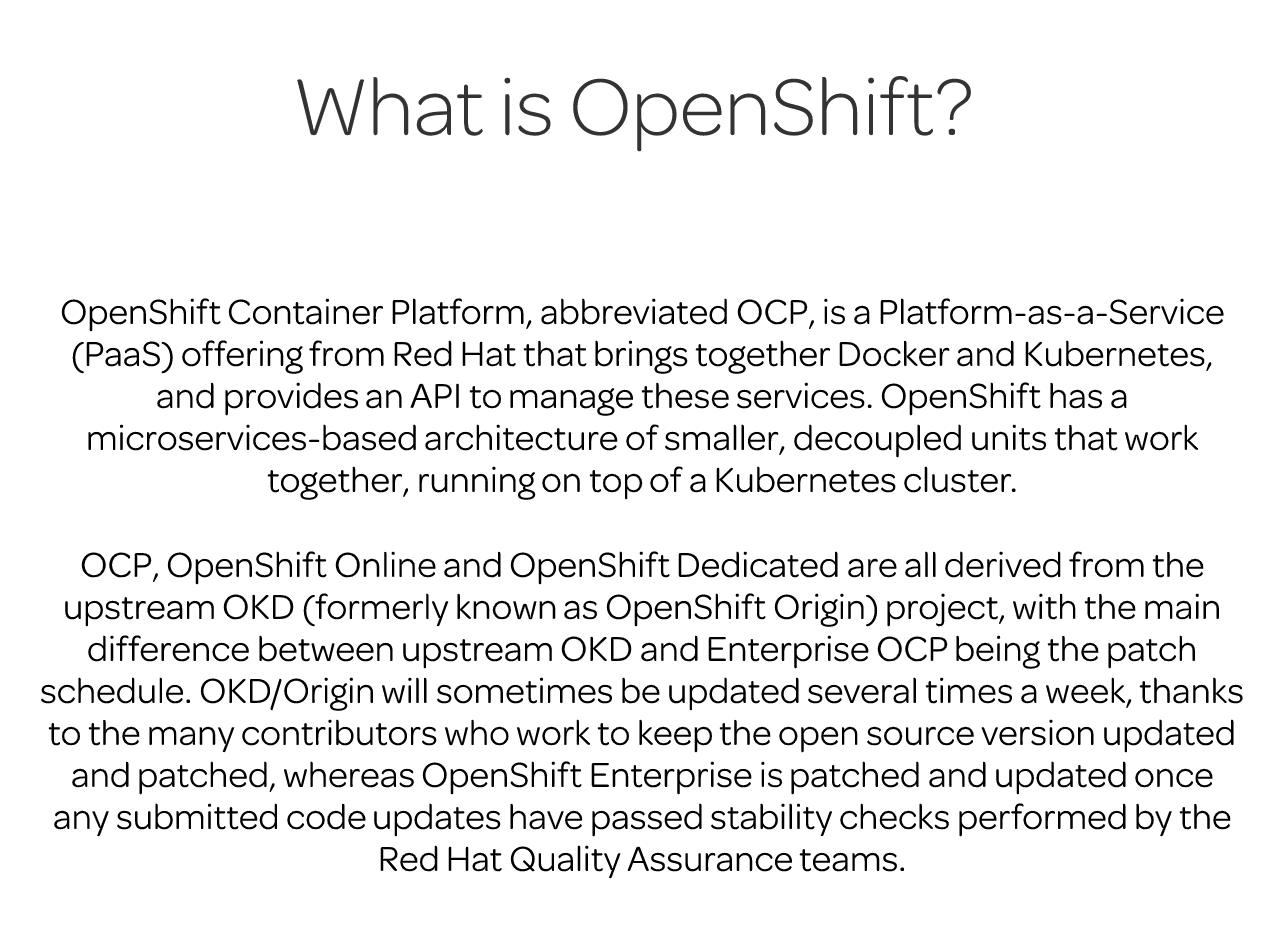 What is OpenShift?
OpenShift Container Platform, abbreviated OCP, is a Platform-as-a-Service
(PaaS) offering from Red Hat that brings together Docker and Kubernetes,
and provides an API to manage these services. OpenShift has a
microservices-based architecture of smaller, decoupled units that work
together, running on top of a Kubernetes cluster.
OCP, OpenShift Online and OpenShift Dedicated are all derived from the
upstream OKD (formerly known as OpenShift Origin) project, with the main
difference between upstream OKD and Enterprise OCP being the patch
schedule. OKD/Origin will sometimes be updated several times a week, thanks
to the many contributors who work to keep the open source version updated
and patched, whereas OpenShift Enterprise is patched and updated once
any submitted code updates have passed stability checks performed by the
Red Hat Quality Assurance teams.